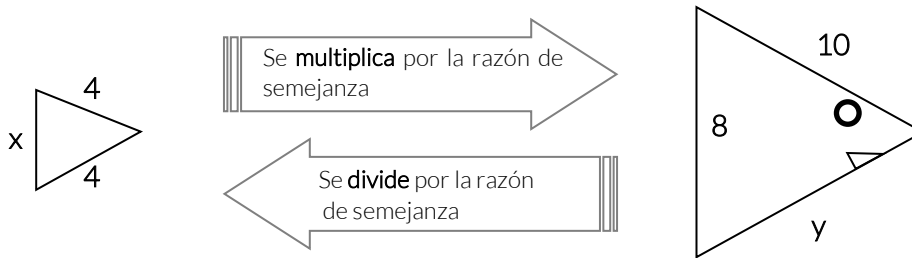 4
x
4
Se multiplica por la razón de
semejanza
Se divide por la razón
de semejanza
10
8
y